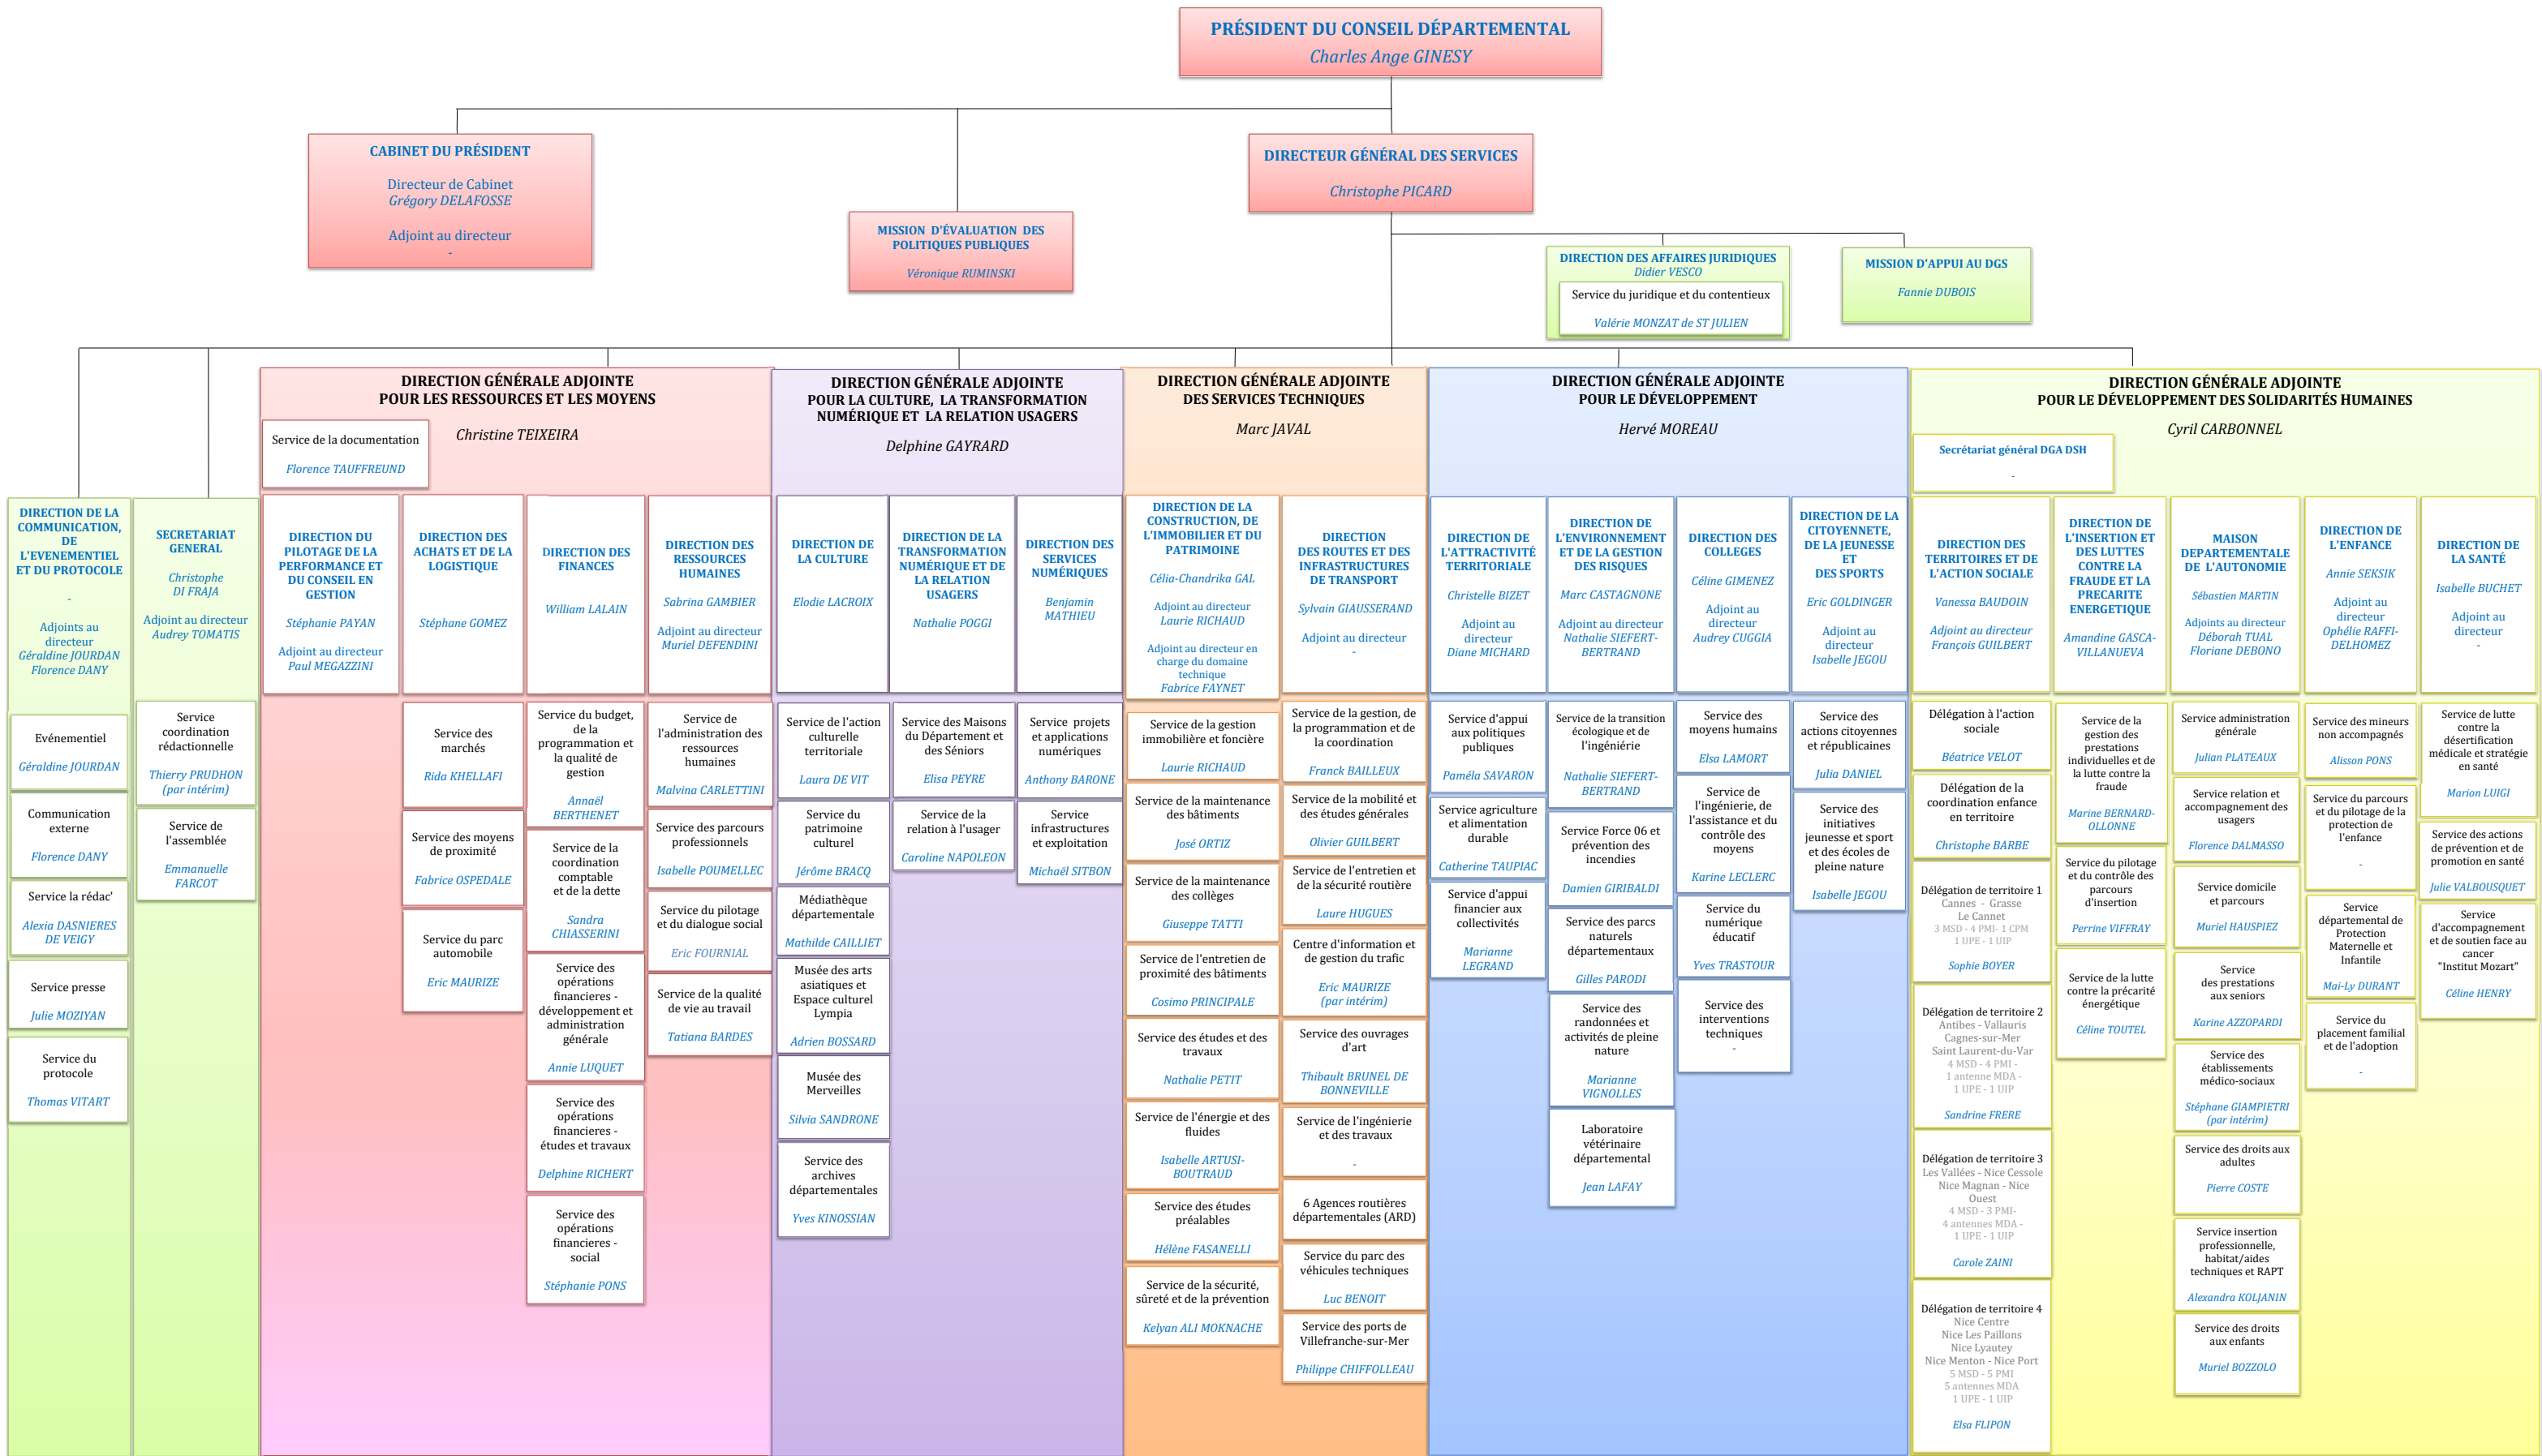 PRÉSIDENT DU CONSEIL DÉPARTEMENTAL
Charles Ange GINESY
CABINET DU PRÉSIDENT
Directeur de Cabinet
Grégory DELAFOSSE
Adjoint au directeur
-
MISSION D'ÉVALUATION DES
POLITIQUES PUBLIQUES
Véronique RUMINSKI
DIRECTEUR GÉNÉRAL DES SERVICES
Christophe PICARD
DIRECTION DES AFFAIRES JURIDIQUES
Didier VESCO
Service du juridique et du contentieux
Valérie MONZAT de ST JULIEN
MISSION D'APPUI AU DGS
Fannie DUBOIS
DIRECTION DE LA
COMMUNICATION,
DE
L'EVENEMENTIEL
ET DU PROTOCOLE
-
Adjoints au
directeur
Géraldine JOURDAN
Florence DANY
Evénementiel
Géraldine JOURDAN
Communication
externe
Florence DANY
Service la rédac'
Alexia DASNIERES
DE VEIGY
Service presse
Julie MOZIYAN
Service du
protocole
Thomas VITART
SECRETARIAT
GENERAL
Christophe
DI FRAJA
Adjoint au directeur
Audrey TOMATIS
Service
coordination
rédactionnelle
Thierry PRUDHON
(par intérim)
Service de
l'assemblée
Emmanuelle
FARCOT
DIRECTION GÉNÉRALE ADJOINTE
POUR LES RESSOURCES ET LES MOYENS
Christine TEIXEIRA
Service de la documentation
Florence TAUFFREUND
DIRECTION DU
PILOTAGE DE LA
PERFORMANCE ET
DU CONSEIL EN
GESTION
Stéphanie PAYAN
Adjoint au directeur
Paul MEGAZZINI
DIRECTION DES
ACHATS ET DE LA
LOGISTIQUE
Stéphane GOMEZ
Service des
marchés
Rida KHELLAFI
Service des moyens
de proximité
Fabrice OSPEDALE
Service du parc
automobile
Eric MAURIZE
DIRECTION DES
FINANCES
William LALAIN
Service du budget,
de la
programmation et
la qualité de
gestion
Annaël
BERTHENET
Service de la
coordination
comptable
et de la dette
Sandra
CHIASSERINI
Service des
opérations
financieres -
développement et
administration
générale
Annie LUQUET
Service des
opérations
financieres -
études et travaux
Delphine RICHERT
Service des
opérations
financieres -
social
Stéphanie PONS
DIRECTION DES
RESSOURCES
HUMAINES
Sabrina GAMBIER
Adjoint au directeur
Muriel DEFENDINI
Service de
l'administration des
ressources
humaines
Malvina CARLETTINI
Service des parcours
professionnels
Isabelle POUMELLEC
Service du pilotage
et du dialogue social
Eric FOURNIAL
Service de la qualité
de vie au travail
Tatiana BARDES
DIRECTION GÉNÉRALE ADJOINTE
POUR LA CULTURE, LA TRANSFORMATION
NUMÉRIQUE ET LA RELATION USAGERS
Delphine GAYRARD
DIRECTION DE
LA CULTURE
Elodie LACROIX
Service de l'action
culturelle
territoriale
Laura DE VIT
Service du
patrimoine
culturel
Jérôme BRACQ
Médiathèque
départementale
Mathilde CAILLIET
Musée des arts
asiatiques et
Espace culturel
Lympia
Adrien BOSSARD
Musée des
Merveilles
Silvia SANDRONE
Service des
archives
départementales
Yves KINOSSIAN
DIRECTION DE LA
TRANSFORMATION
NUMÉRIQUE ET DE
LA RELATION
USAGERS
Nathalie POGGI
Service des Maisons
du Département et
des Séniors
Elisa PEYRE
Service de la
relation à l'usager
Caroline NAPOLEON
DIRECTION DES
SERVICES
NUMÉRIQUES
Benjamin
MATHIEU
Service projets
et applications
numériques
Anthony BARONE
Service
infrastructures
et exploitation
Michaël SITBON
DIRECTION GÉNÉRALE ADJOINTE
DES SERVICES TECHNIQUES
Marc JAVAL
DIRECTION DE LA
CONSTRUCTION, DE
L'IMMOBILIER ET DU
PATRIMOINE
Célia-Chandrika GAL
Adjoint au directeur
Laurie RICHAUD
Adjoint au directeur en
charge du domaine
technique
Fabrice FAYNET
Service de la gestion
immobilière et foncière
Laurie RICHAUD
Service de la maintenance
des bâtiments
José ORTIZ
Service de la maintenance
des collèges
Giuseppe TATTI
Service de l'entretien de
proximité des bâtiments
Cosimo PRINCIPALE
Service des études et des
travaux
Nathalie PETIT
Service de l'énergie et des
fluides
Isabelle ARTUSI-
BOUTRAUD
Service des études
préalables
Hélène FASANELLI
Service de la sécurité,
sûreté et de la prévention
Kelyan ALI MOKNACHE
DIRECTION
DES ROUTES ET DES
INFRASTRUCTURES
DE TRANSPORT
Sylvain GIAUSSERAND
Adjoint au directeur
-
Service de la gestion, de
la programmation et de
la coordination
Franck BAILLEUX
Service de la mobilité et
des études générales
Olivier GUILBERT
Service de l'entretien et
de la sécurité routière
Laure HUGUES
Centre d'information et
de gestion du trafic
Eric MAURIZE
(par intérim)
Service des ouvrages
d'art
Thibault BRUNEL DE
BONNEVILLE
Service de l'ingénierie
et des travaux
-
6 Agences routières
départementales (ARD)
Service du parc des
véhicules techniques
Luc BENOIT
Service des ports de
Villefranche-sur-Mer
Philippe CHIFFOLLEAU
DIRECTION GÉNÉRALE ADJOINTE
POUR LE DÉVELOPPEMENT
Hervé MOREAU
DIRECTION DE
L'ATTRACTIVITÉ
TERRITORIALE
Christelle BIZET
Adjoint au
directeur
Diane MICHARD
Service d'appui
aux politiques
publiques
Paméla SAVARON
Service agriculture
et alimentation
durable
Catherine TAUPIAC
Service d'appui
financier aux
collectivités
Marianne
LEGRAND
DIRECTION DE
L'ENVIRONNEMENT
ET DE LA GESTION
DES RISQUES
Marc CASTAGNONE
Adjoint au directeur
Nathalie SIEFERT-
BERTRAND
Service de la transition
écologique et de
l'ingéniérie
Nathalie SIEFERT-
BERTRAND
Service Force 06 et
prévention des
incendies
Damien GIRIBALDI
Service des parcs
naturels
départementaux
Gilles PARODI
Service des
randonnées et
activités de pleine
nature
Marianne
VIGNOLLES
Laboratoire
vétérinaire
départemental
Jean LAFAY
DIRECTION DES
COLLEGES
Céline GIMENEZ
Adjoint au
directeur
Audrey CUGGIA
Service des
moyens humains
Elsa LAMORT
Service de
l'ingénierie, de
l'assistance et du
contrôle des
moyens
Karine LECLERC
Service du
numérique
éducatif
Yves TRASTOUR
Service des
interventions
techniques
-
DIRECTION DE LA
CITOYENNETE,
DE LA JEUNESSE
ET
DES SPORTS
Eric GOLDINGER
Adjoint au
directeur
Isabelle JEGOU
Service des
actions citoyennes
et républicaines
Julia DANIEL
Service des
initiatives
jeunesse et sport
et des écoles de
pleine nature
Isabelle JEGOU
DIRECTION GÉNÉRALE ADJOINTE
POUR LE DÉVELOPPEMENT DES SOLIDARITÉS HUMAINES
Cyril CARBONNEL
Secrétariat général DGA DSH
-
DIRECTION DES
TERRITOIRES ET DE
L'ACTION SOCIALE
Vanessa BAUDOIN
Adjoint au directeur
François GUILBERT
Délégation à l'action
sociale
Béatrice VELOT
Délégation de la
coordination enfance
en territoire
Christophe BARBE
Délégation de territoire 1
Cannes - Grasse
Le Cannet
3 MSD - 4 PMI- 1 CPM
1 UPE - 1 UIP
Sophie BOYER
Délégation de territoire 2
Antibes - Vallauris
Cagnes-sur-Mer
Saint Laurent-du-Var
4 MSD - 4 PMI -
1 antenne MDA -
1 UPE - 1 UIP
Sandrine FRERE
Délégation de territoire 3
Les Vallées - Nice Cessole
Nice Magnan - Nice
Ouest
4 MSD - 3 PMI-
4 antennes MDA -
1 UPE - 1 UIP
Carole ZAINI
Délégation de territoire 4
Nice Centre
Nice Les Paillons
Nice Lyautey
Nice Menton - Nice Port
5 MSD - 5 PMI
5 antennes MDA
1 UPE - 1 UIP
Elsa FLIPON
DIRECTION DE
L'INSERTION ET
DES LUTTES
CONTRE LA
FRAUDE ET LA
PRECARITE
ENERGETIQUE
Amandine GASCA-
VILLANUEVA
Service de la
gestion des
prestations
individuelles et de
la lutte contre la
fraude
Marine BERNARD-
OLLONNE
Service du pilotage
et du contrôle des
parcours
d'insertion
Perrine VIFFRAY
Service de la lutte
contre la précarité
énergétique
Céline TOUTEL
MAISON
DEPARTEMENTALE
DE L'AUTONOMIE
Sébastien MARTIN
Adjoints au directeur
Déborah TUAL
Floriane DEBONO
Service administration
générale
Julian PLATEAUX
Service relation et
accompagnement des
usagers
Florence DALMASSO
Service domicile
et parcours
Muriel HAUSPIEZ
Service
des prestations
aux seniors
Karine AZZOPARDI
Service des
établissements
médico-sociaux
Stéphane GIAMPIETRI
(par intérim)
Service des droits aux
adultes
Pierre COSTE
Service insertion
professionnelle,
habitat/aides
techniques et RAPT
Alexandra KOLJANIN
Service des droits
aux enfants
Muriel BOZZOLO
DIRECTION DE
L'ENFANCE
Annie SEKSIK
Adjoint au
directeur
Ophélie RAFFI-
DELHOMEZ
Service des mineurs
non accompagnés
Alisson PONS
Service du parcours
et du pilotage de la
protection de
l'enfance
-
Service
départemental de
Protection
Maternelle et
Infantile
Mai-Ly DURANT
Service du
placement familial
et de l'adoption
-
DIRECTION DE
LA SANTÉ
Isabelle BUCHET
Adjoint au
directeur
-
Service de lutte
contre la
désertification
médicale et stratégie
en santé
Marion LUIGI
Service des actions
de prévention et de
promotion en santé
Julie VALBOUSQUET
Service
d'accompagnement
et de soutien face au
cancer
"Institut Mozart"
Céline HENRY